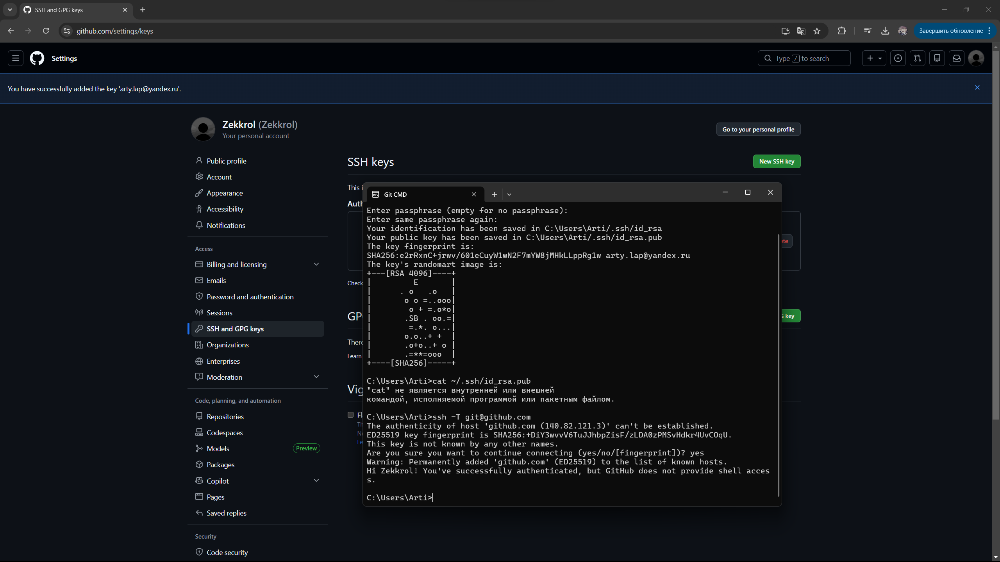 SSH and GPG keys
github.com/settings/keys
Завершить обновление
Settings
Type / to search
You have successfully added the key 'arty.lap@yandex.ru'.
Zekkrol (Zekkrol)
Your personal account
Go to your personal profile
Public profile
Account
Appearance
Accessibility
Notifications
Access
Billing and licensing
Emails
Password and authentication
Sessions
SSH and GPG keys
Organizations
Enterprises
Moderation
Code, planning, and automation
Repositories
Codespaces
Models
Preview
Packages
Copilot
Pages
Saved replies
Security
Code security
SSH keys
New SSH key
This i
Auth
Check
GP
key
There
Learn
Vig
Fl
Th
No
Le
Git CMD
Enter passphrase (empty for no passphrase):
Enter same passphrase again:
Your identification has been saved in C:\Users\Arti/.ssh/id_rsa
Your public key has been saved in C:\Users\Arti/.ssh/id_rsa.pub
The key fingerprint is:
SHA256:e2rRxnC+jrwv/601eCuyW1wN2F7mYW8jMHkLLppRg1w arty.lap@yandex.ru
The key's randomart image is:
+---[RSA 4096]----+
|         E       |
|      . o   .o   |
|       o o =..ooo|
|        o + =.o*o|
|       .SB . oo.=|
|        =.*. o...|
|       o.o..+ +  |
|       .o+o..+ o |
|       .=**=ooo  |
+----[SHA256]-----+
C:\Users\Arti>cat ~/.ssh/id_rsa.pub
"cat" не является внутренней или внешней
командой, исполняемой программой или пакетным файлом.
C:\Users\Arti>ssh -T git@github.com
The authenticity of host 'github.com (140.82.121.3)' can't be established.
ED25519 key fingerprint is SHA256:+DiY3wvvV6TuJJhbpZisF/zLDA0zPMSvHdkr4UvCOqU.
This key is not known by any other names.
Are you sure you want to continue connecting (yes/no/[fingerprint])? yes
Warning: Permanently added 'github.com' (ED25519) to the list of known hosts.
Hi Zekkrol! You've successfully authenticated, but GitHub does not provide shell acces
s.
C:\Users\Arti>